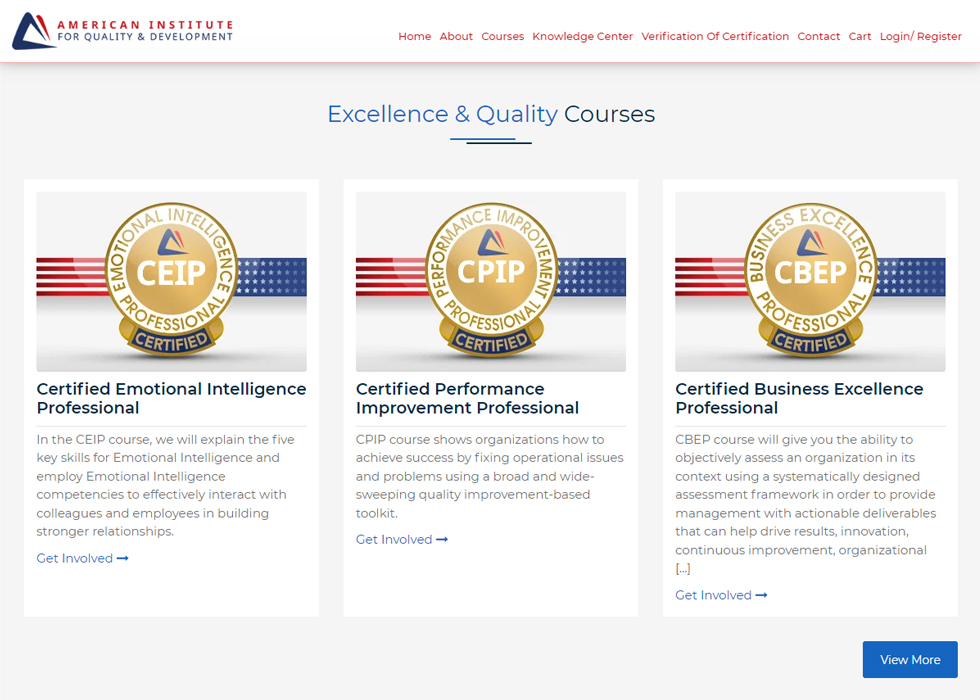 AMERICAN INSTITUTE
FOR QUALITY & DEVELOPMENT
Home About Courses Knowledge Center Verification Of Certification Contact Cart Login/ Register
Excellence & Quality Courses
EMOTIONAL INTELLIGENCE
CEIP
PROFESSIONAL
CERTIFIED
Certified Emotional Intelligence
Professional
In the CEIP course, we will explain the five
key skills for Emotional Intelligence and
employ Emotional Intelligence
competencies to effectively interact with
colleagues and employees in building
stronger relationships.
Get Involved
PERFORMANCE IMPROVEMENT
CPIP
PROFESSIONAL
CERTIFIED
Certified Performance
Improvement Professional
CPIP course shows organizations how to
achieve success by fixing operational issues
and problems using a broad and wide-
sweeping quality improvement-based
toolkit.
Get Involved
BUSINESS EXCELLENCE
CBEP
PROFESSIONAL
CERTIFIED
Certified Business Excellence
Professional
CBEP course will give you the ability to
objectively assess an organization in its
context using a systematically designed
assessment framework in order to provide
management with actionable deliverables
that can help drive results, innovation,
continuous improvement, organizational
[...]
Get Involved
View More